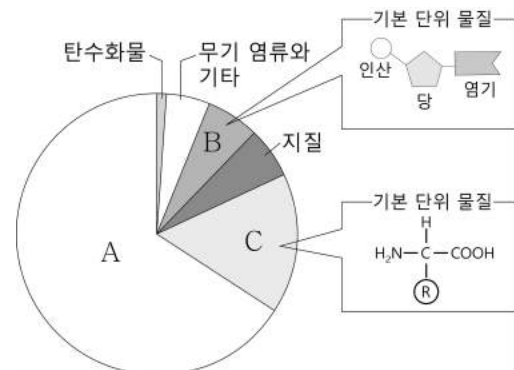 탄수화물
무기 염류와
기타
기본 단위 물질
인산
당
염기
B
지질
A
C
기본 단위 물질
H
H₂N-C-COOH
R